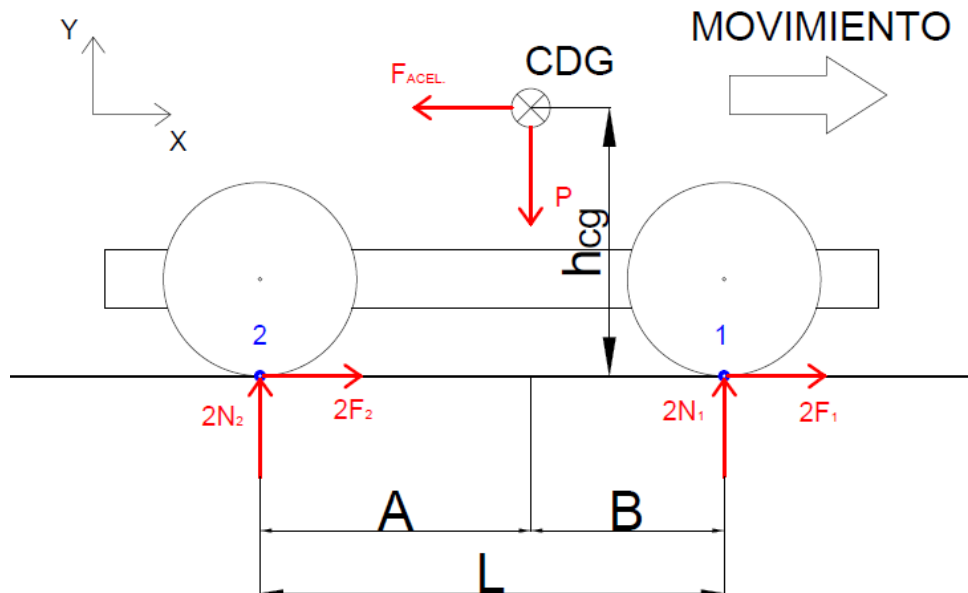 MOVIMIENTO
Y
X
CDG
FACEL.
P
hcg
2
1
2N2
2F2
2N1
2F1
A
B
L